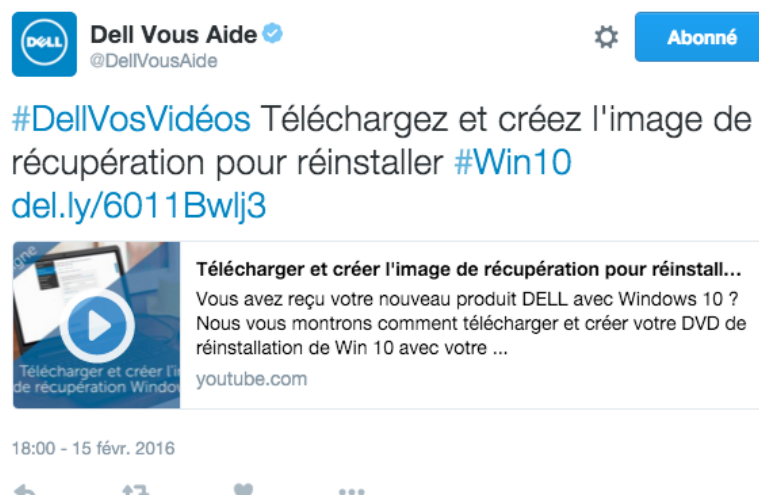 DELL
Dell Vous Aide
@DellVousAide
Abonné
#DellVosVidéos Téléchargez et créez l'image de
récupération pour réinstaller #Win10
del.ly/6011Bwlj3
Télécharger et créer l'i
de récupération Window
Télécharger et créer l'image de récupération pour réinstall...
Vous avez reçu votre nouveau produit DELL avec Windows 10 ?
Nous vous montrons comment télécharger et créer votre DVD de
réinstallation de Win 10 avec votre ...
youtube.com
18:00 - 15 févr. 2016